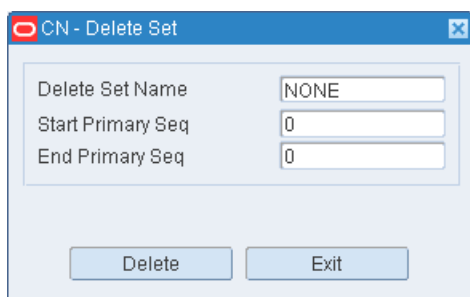 CN - Delete Set
Delete Set Name NONE
Start Primary Seq 0
End Primary Seq 0
Delete Exit